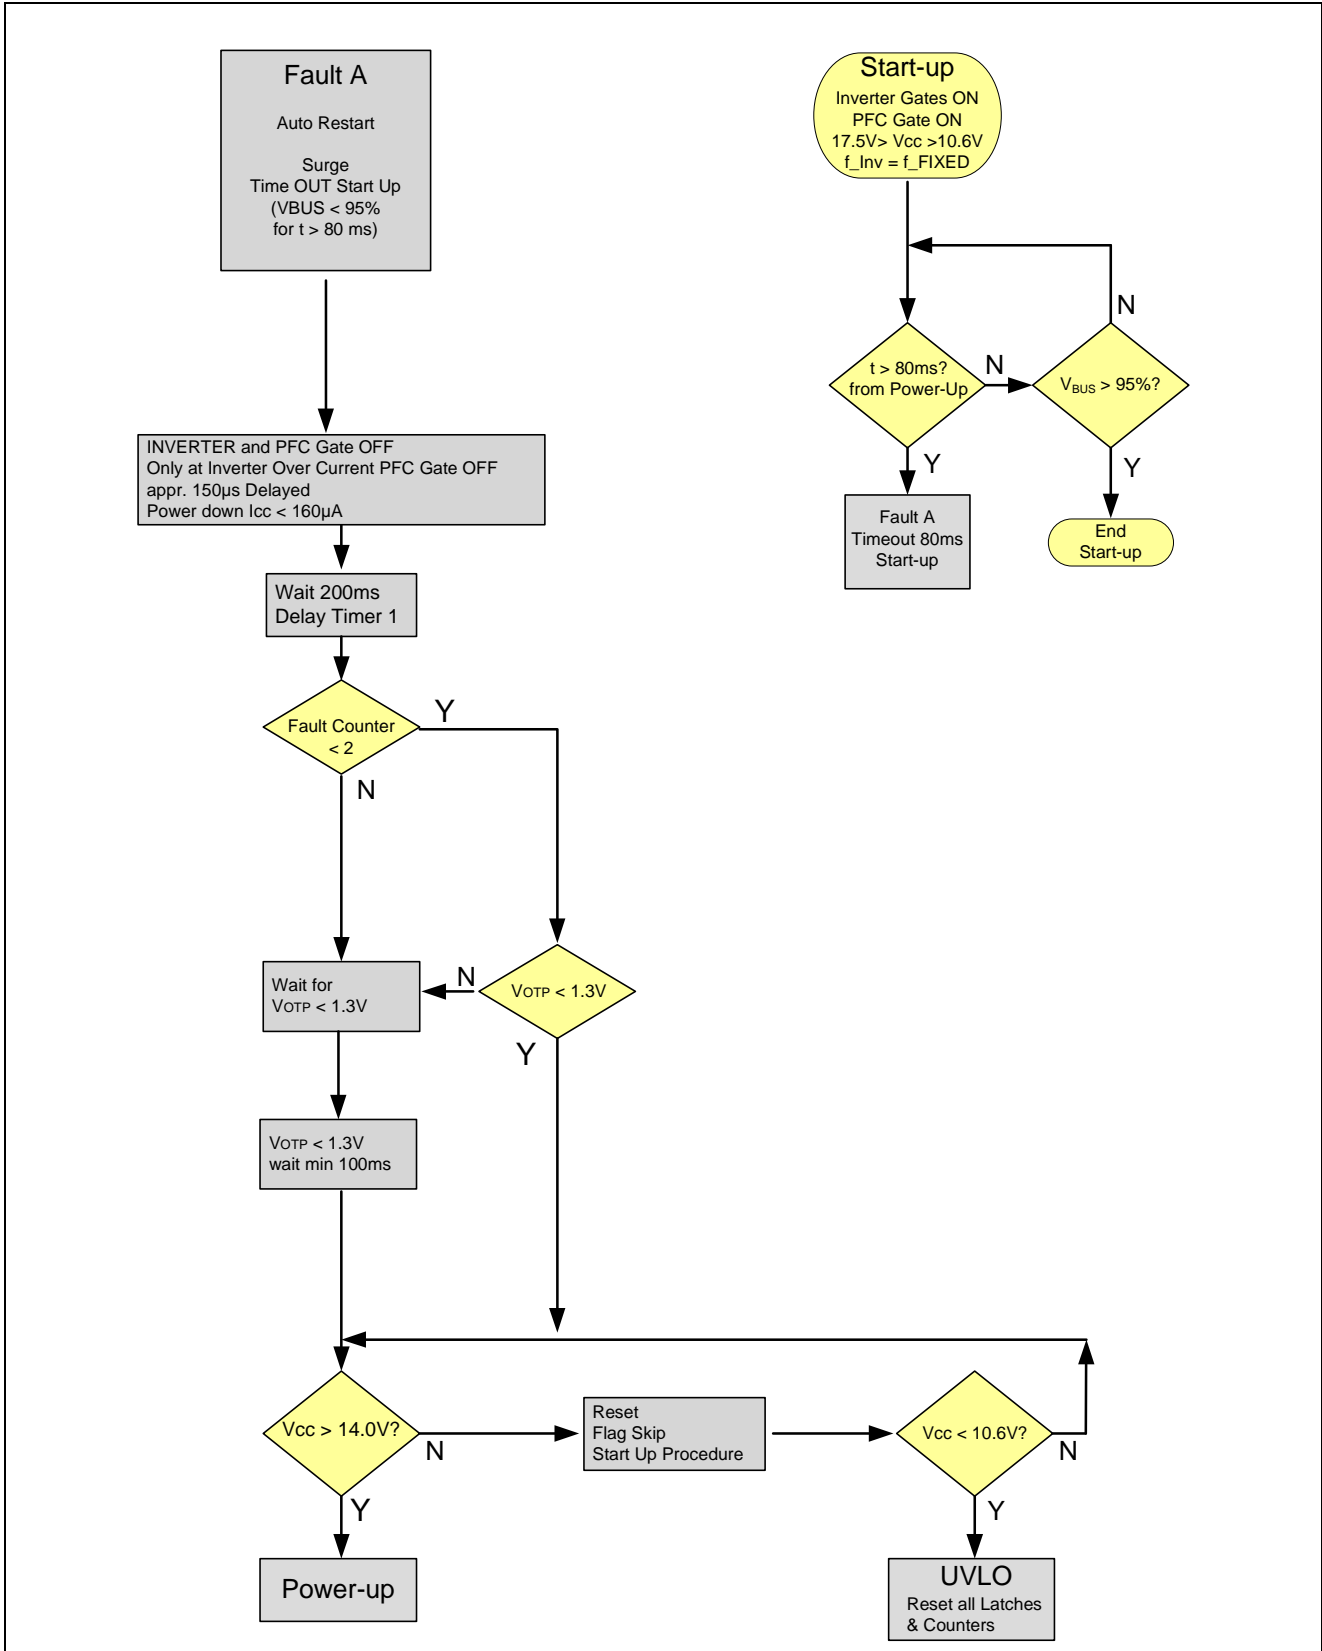 Fault A
Auto Restart
Surge
Time OUT Start Up
(VBUS < 95%
for t > 80 ms)
INVERTER and PFC Gate OFF
Only at Inverter Over Current PFC Gate OFF
appr. 150µs Delayed
Power down Icc < 160µA
Wait 200ms
Delay Timer 1
Fault Counter
< 2
Y
N
Wait for
VOTP < 1.3V
N
VOTP < 1.3V
Y
VOTP < 1.3V
wait min 100ms
Vcc > 14.0V?
N
Y
Reset
Flag Skip
Start Up Procedure
Vcc < 10.6V?
N
Y
Power-up
UVLO
Reset all Latches
& Counters
Start-up
Inverter Gates ON
PFC Gate ON
17.5V> Vcc >10.6V
f_Inv = f_FIXED
t > 80ms?
from Power-Up
N
Y
VBUS > 95%?
N
Y
Fault A
Timeout 80ms
Start-up
End
Start-up